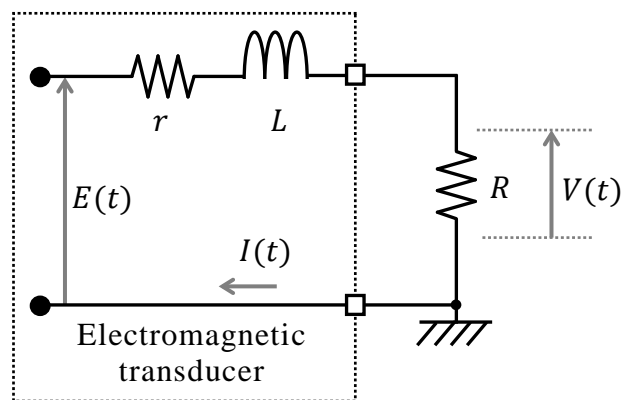 r
L
E(t)
R
V(t)
I(t)
Electromagnetic
transducer